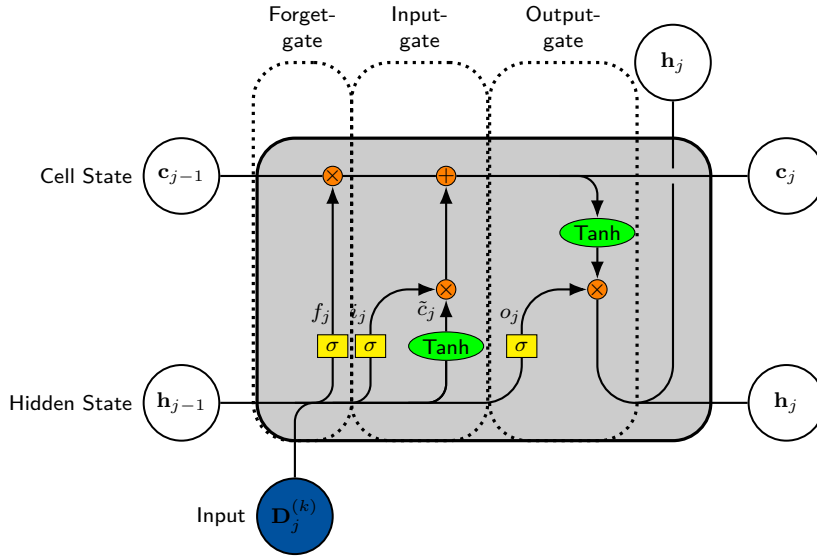 Forget-
gate
Input-
gate
Output-
gate
h_j
Cell State
c_{j−1}
×
+
c_j
Tanh
×
×
f_j
i_j
c̃_j
o_j
σ
σ
Tanh
σ
Hidden State
h_{j−1}
h_j
Input
D_j^{(k)}